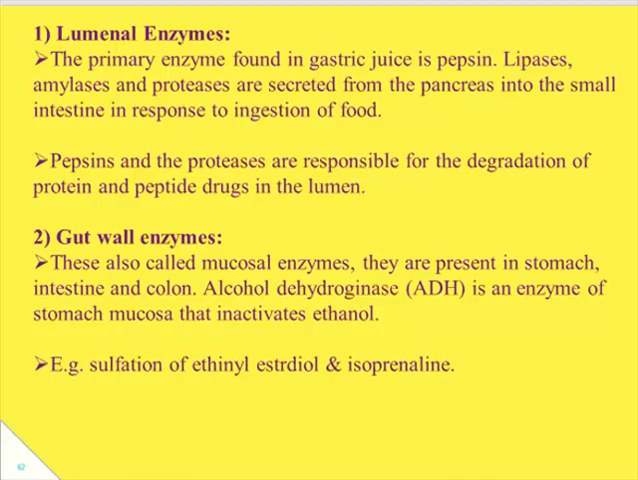 1) Lumenal Enzymes:
➢The primary enzyme found in gastric juice is pepsin. Lipases,
amylases and proteases are secreted from the pancreas into the small
intestine in response to ingestion of food.
➢Pepsins and the proteases are responsible for the degradation of
protein and peptide drugs in the lumen.
2) Gut wall enzymes:
➢These also called mucosal enzymes, they are present in stomach,
intestine and colon. Alcohol dehydroginase (ADH) is an enzyme of
stomach mucosa that inactivates ethanol.
➢E.g. sulfation of ethinyl estrdiol & isoprenaline.
62